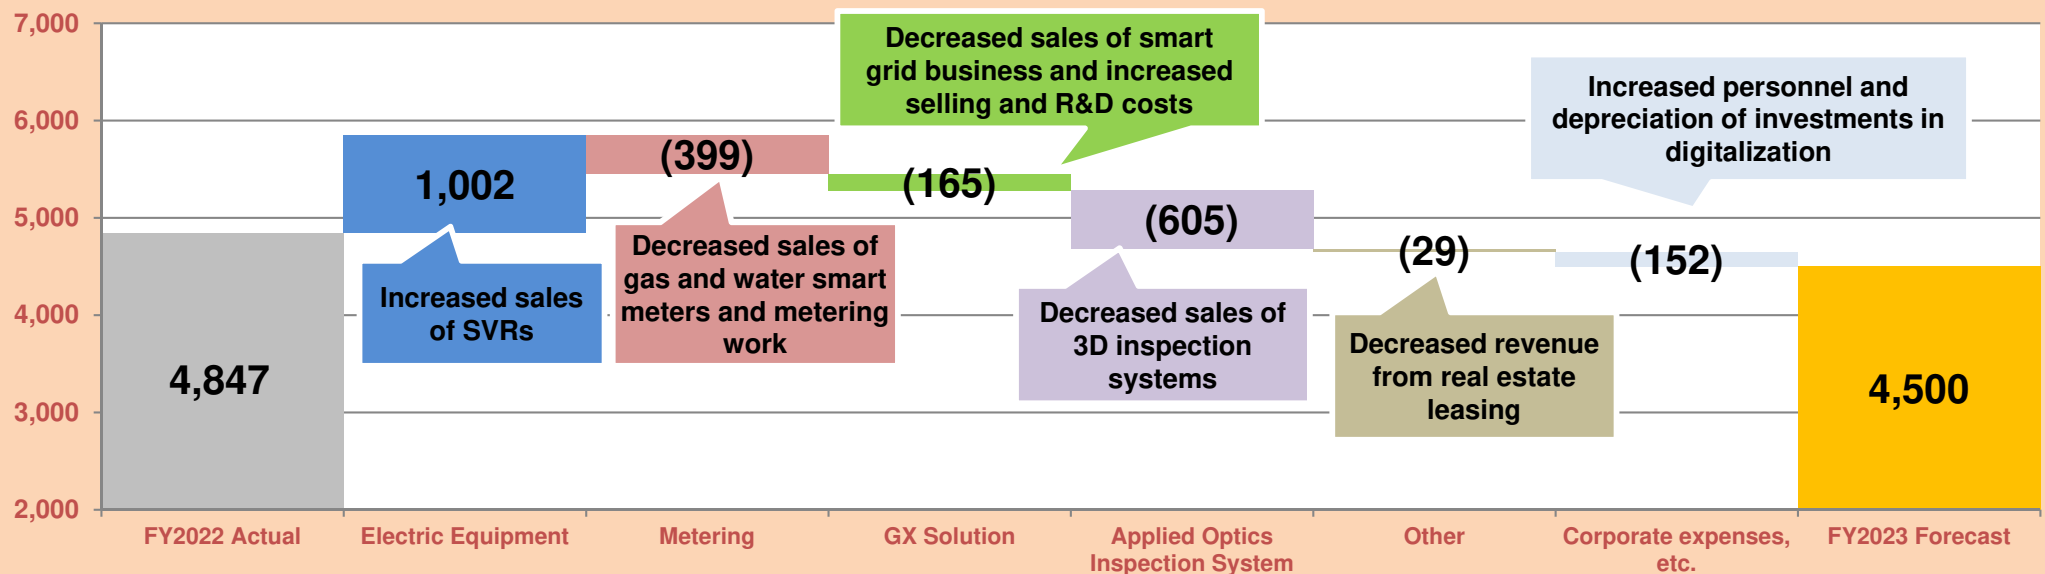 7,000
6,000
5,000
4,000
3,000
2,000
4,847
1,002
Increased sales
of SVRs
(399)
Decreased sales of
gas and water smart
meters and metering
work
Decreased sales of smart
grid business and increased
selling and R&D costs
(165)
(605)
Decreased sales of
3D inspection
systems
(29)
Decreased revenue
from real estate
leasing
Increased personnel and
depreciation of investments in
digitalization
(152)
4,500
FY2022 Actual
Electric Equipment
Metering
GX Solution
Applied Optics
Inspection System
Other
Corporate expenses,
etc.
FY2023 Forecast